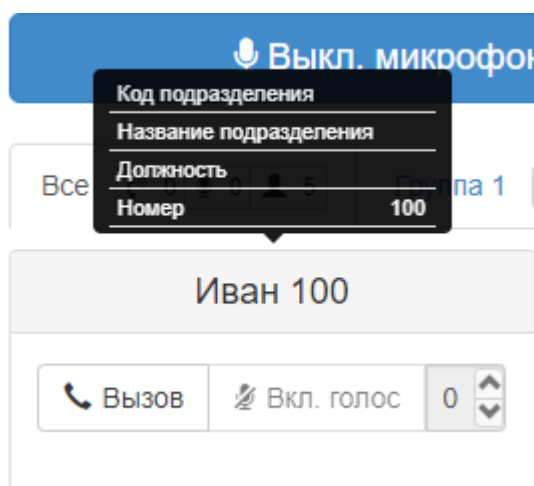 Выкл. микрофон
Код подразделения
Название подразделения
Должность
Все 0 0 5 Группа 1
Номер 100
Иван 100
Вызов Вкл. голос 0